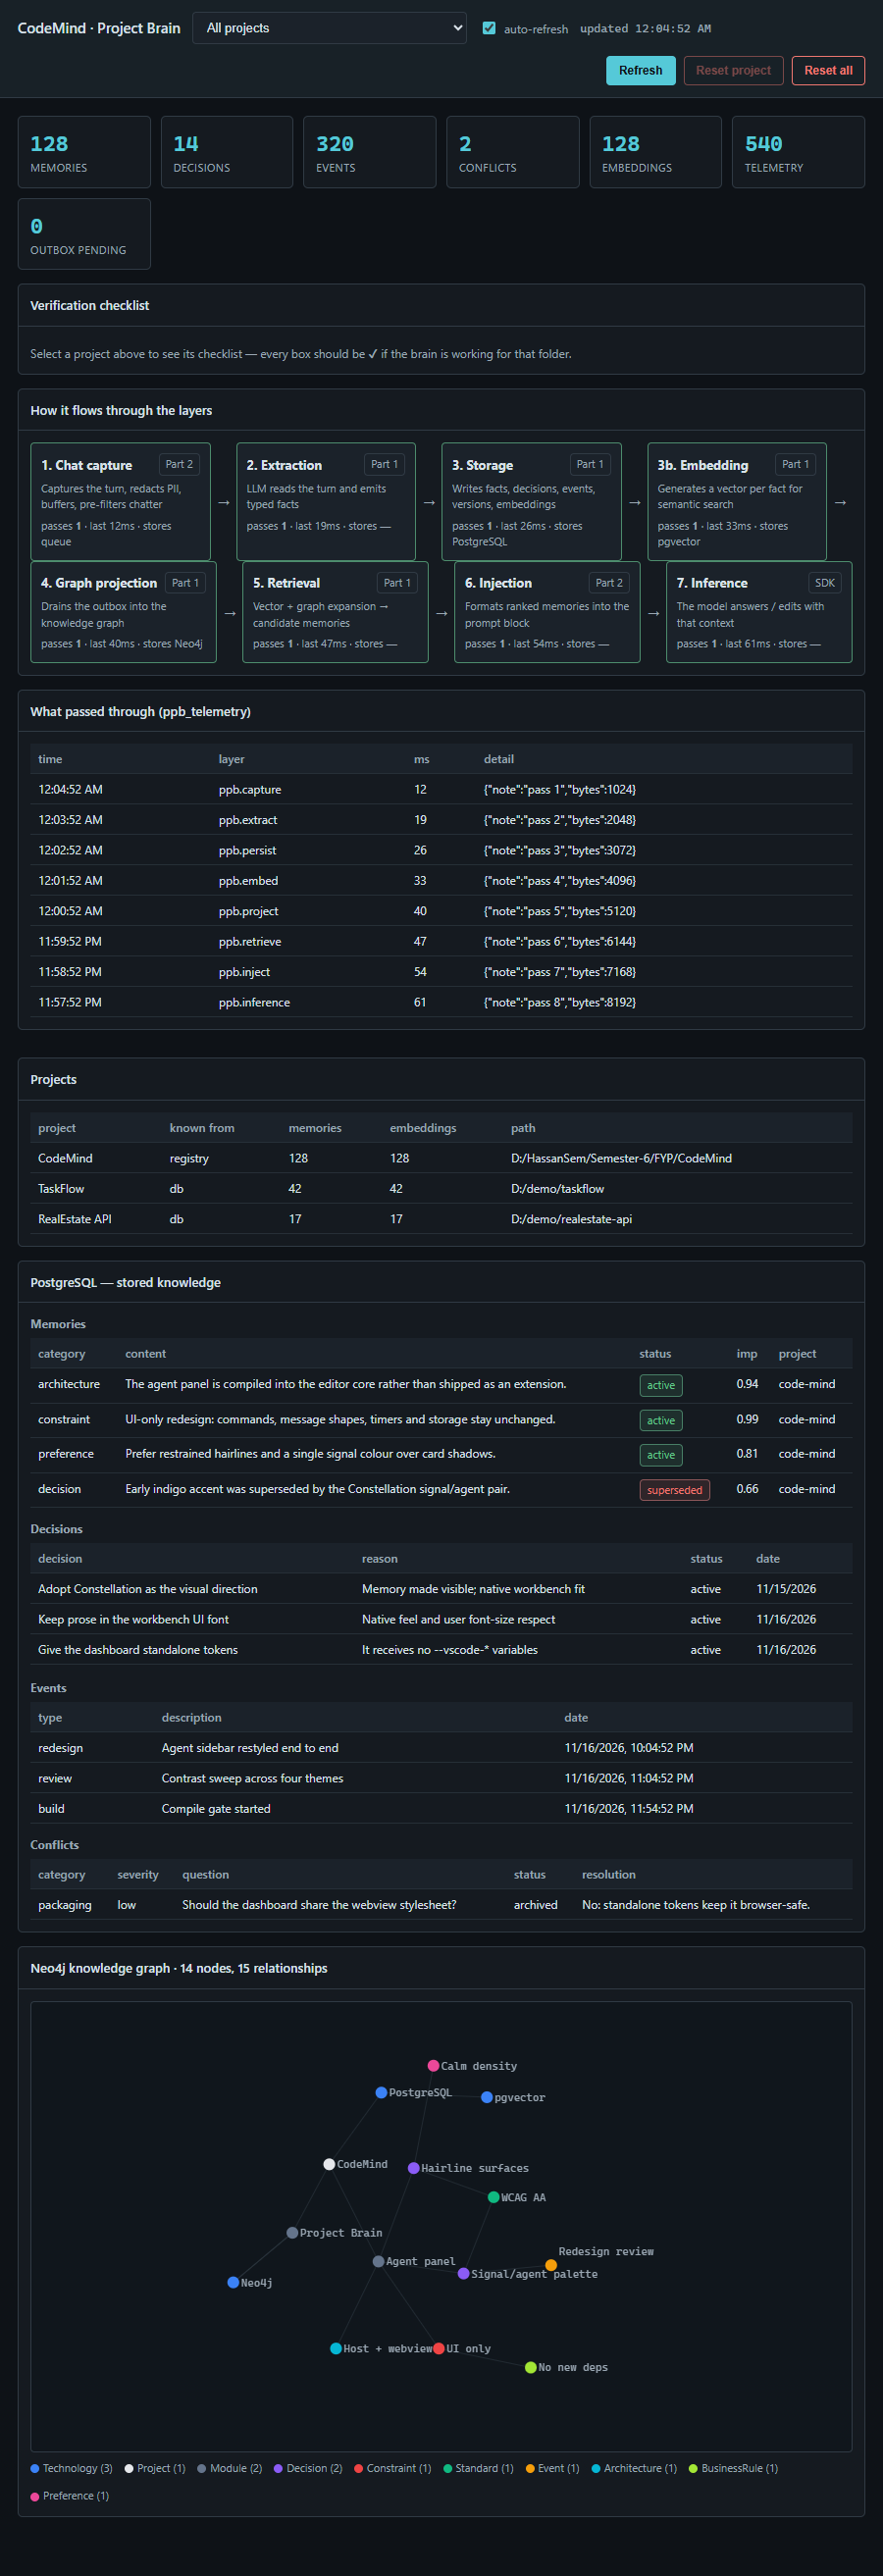 CodeMind · Project Brain
All projects
auto-refresh
updated 12:04:52 AM
Refresh
Reset project
Reset all
128
MEMORIES
14
DECISIONS
320
EVENTS
2
CONFLICTS
128
EMBEDDINGS
540
TELEMETRY
0
OUTBOX PENDING
Verification checklist
Select a project above to see its checklist — every box should be ✓ if the brain is working for that folder.
How it flows through the layers
1. Chat capture
Part 2
Captures the turn, redacts PII,
buffers, pre-filters chatter
passes 1 · last 12ms · stores
queue
→
2. Extraction
Part 1
LLM reads the turn and emits
typed facts
passes 1 · last 19ms · stores —
→
3. Storage
Part 1
Writes facts, decisions, events,
versions, embeddings
passes 1 · last 26ms · stores
PostgreSQL
→
3b. Embedding
Part 1
Generates a vector per fact for
semantic search
passes 1 · last 33ms · stores
pgvector
→
4. Graph projection
Part 1
Drains the outbox into the
knowledge graph
passes 1 · last 40ms · stores Neo4j
→
5. Retrieval
Part 1
Vector + graph expansion →
candidate memories
passes 1 · last 47ms · stores —
→
6. Injection
Part 2
Formats ranked memories into the
prompt block
passes 1 · last 54ms · stores —
→
7. Inference
SDK
The model answers / edits with
that context
passes 1 · last 61ms · stores —
What passed through (ppb_telemetry)
time layer ms detail
12:04:52 AM ppb.capture 12 {"note":"pass 1","bytes":1024}
12:03:52 AM ppb.extract 19 {"note":"pass 2","bytes":2048}
12:02:52 AM ppb.persist 26 {"note":"pass 3","bytes":3072}
12:01:52 AM ppb.embed 33 {"note":"pass 4","bytes":4096}
12:00:52 AM ppb.project 40 {"note":"pass 5","bytes":5120}
11:59:52 PM ppb.retrieve 47 {"note":"pass 6","bytes":6144}
11:58:52 PM ppb.inject 54 {"note":"pass 7","bytes":7168}
11:57:52 PM ppb.inference 61 {"note":"pass 8","bytes":8192}
Projects
project known from memories embeddings path
CodeMind registry 128 128 D:/HassanSem/Semester-6/FYP/CodeMind
TaskFlow db 42 42 D:/demo/taskflow
RealEstate API db 17 17 D:/demo/realestate-api
PostgreSQL — stored knowledge
Memories
category content status imp project
architecture The agent panel is compiled into the editor core rather than shipped as an extension. active 0.94 code-mind
constraint UI-only redesign: commands, message shapes, timers and storage stay unchanged. active 0.99 code-mind
preference Prefer restrained hairlines and a single signal colour over card shadows. active 0.81 code-mind
decision Early indigo accent was superseded by the Constellation signal/agent pair. superseded 0.66 code-mind
Decisions
decision reason status date
Adopt Constellation as the visual direction Memory made visible; native workbench fit active 11/15/2026
Keep prose in the workbench UI font Native feel and user font-size respect active 11/16/2026
Give the dashboard standalone tokens It receives no --vscode-* variables active 11/16/2026
Events
type description date
redesign Agent sidebar restyled end to end 11/16/2026, 10:04:52 PM
review Contrast sweep across four themes 11/16/2026, 11:04:52 PM
build Compile gate started 11/16/2026, 11:54:52 PM
Conflicts
category severity question status resolution
packaging low Should the dashboard share the webview stylesheet? archived No: standalone tokens keep it browser-safe.
Neo4j knowledge graph · 14 nodes, 15 relationships
Calm density
PostgreSQL
pgvector
CodeMind
Hairline surfaces
WCAG AA
Project Brain
Redesign review
Agent panel
Signal/agent palette
Neo4j
Host + webview
UI only
No new deps
Technology (3) Project (1) Module (2) Decision (2) Constraint (1) Standard (1) Event (1) Architecture (1) BusinessRule (1)
Preference (1)